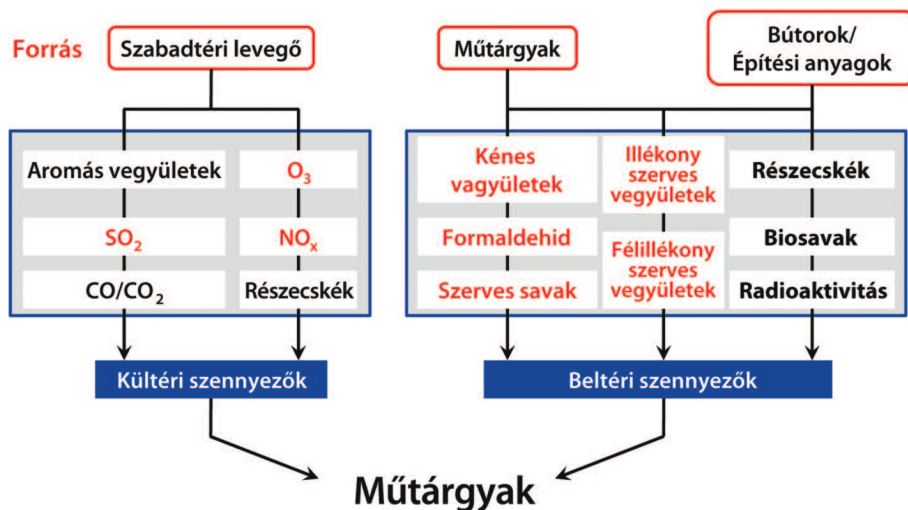 Forrás
Szabadtéri levegő
Műtárgyak
Bútorok/
Építési anyagok
Aromás vegyületek
O₃
SO₂
NOₓ
CO/CO₂
Részecskék
Kénes
vagyületek
Illékony
szerves
vegyületek
Részecskék
Formaldehid
Félillékony
szerves
vegyületek
Biosavak
Szerves savak
Radioaktivitás
Kültéri szennyezők
Beltéri szennyezők
Műtárgyak